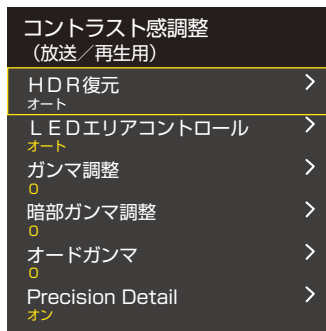 コントラスト感調整
（放送／再生用）
ＨＤＲ復元
オート
ＬＥＤエリアコントロール
オート
ガンマ調整
０
暗部ガンマ調整
０
オードガンマ
０
Precision Detail
オン